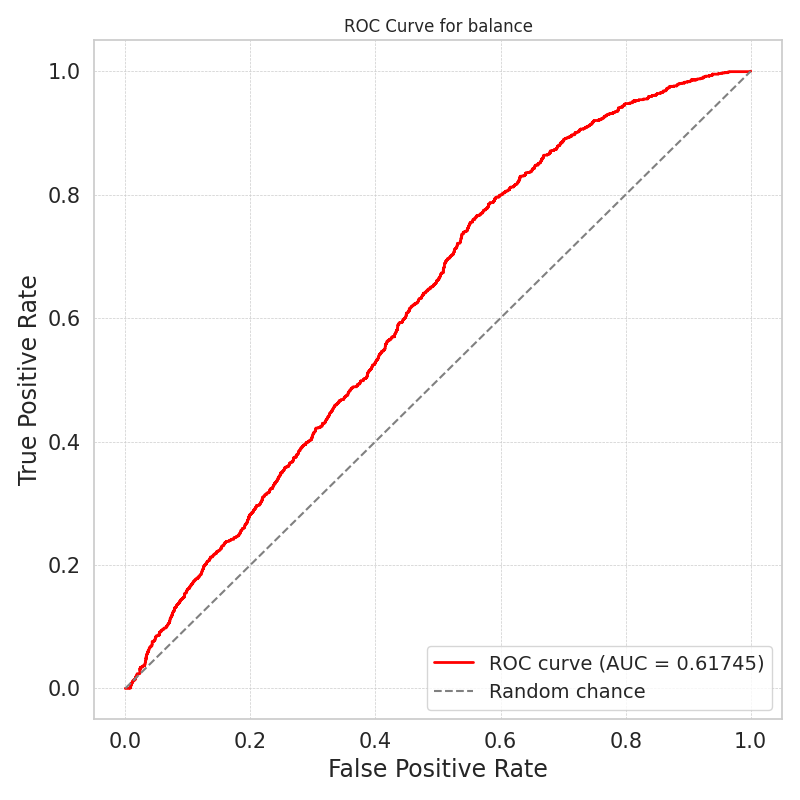 ROC Curve for balance
True Positive Rate
1.0
0.8
0.6
0.4
0.2
0.0
ROC curve (AUC = 0.61745)
Random chance
0.0 0.2 0.4 0.6 0.8 1.0
False Positive Rate